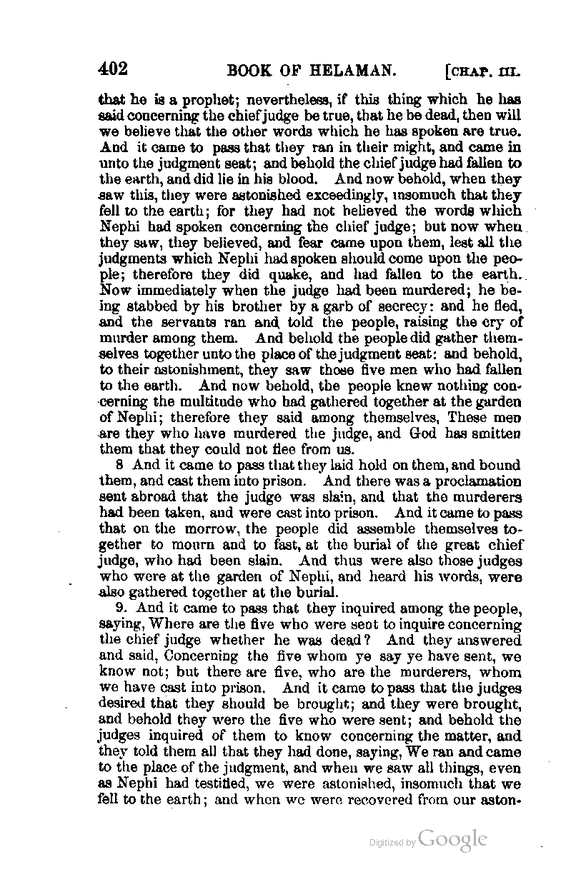 402 BOOK OF HELAMAN. [CHAP. III.
that he is a prophet; nevertheless, if this thing which he has
said concerning the chief judge be true, that he be dead, then will
we believe that the other words which he has spoken are true.
And it came to pass that they ran in their might, and came in
unto the judgment seat; and behold the chief judge had fallen to
the earth, and did lie in his blood. And now behold, when they
saw this, they were astonished exceedingly, insomuch that they
fell to the earth; for they had not believed the words which
Nephi had spoken concerning the chief judge; but now when
they saw, they believed, and fear came upon them, lest all the
judgments which Nephi had spoken should come upon the peo-
ple; therefore they did quake, and had fallen to the earth.
Now immediately when the judge had been murdered; he be-
ing stabbed by his brother by a garb of secrecy: and he fled,
and the servants ran and told the people, raising the cry of
murder among them. And behold the people did gather them-
selves together unto the place of the judgment seat: and behold,
to their astonishment, they saw those five men who had fallen
to the earth. And now behold, the people knew nothing con-
cerning the multitude who had gathered together at the garden
of Nephi; therefore they said among themselves, These men
are they who have murdered the judge, and God has smitten
them that they could not flee from us.
8 And it came to pass that they laid hold on them, and bound
them, and cast them into prison. And there was a proclamation
sent abroad that the judge was slain, and that the murderers
had been taken, and were cast into prison. And it came to pass
that on the morrow, the people did assemble themselves to-
gether to mourn and to fast, at the burial of the great chief
judge, who had been slain. And thus were also those judges
who were at the garden of Nephi, and heard his words, were
also gathered together at the burial.
9. And it came to pass that they inquired among the people,
saying, Where are the five who were sent to inquire concerning
the chief judge whether he was dead? And they answered
and said, Concerning the five whom ye say ye have sent, we
know not; but there are five, who are the murderers, whom
we have cast into prison. And it came to pass that the judges
desired that they should be brought; and they were brought,
and behold they were the five who were sent; and behold the
judges inquired of them to know concerning the matter, and
they told them all that they had done, saying, We ran and came
to the place of the judgment, and when we saw all things, even
as Nephi had testified, we were astonished, insomuch that we
fell to the earth; and when we were recovered from our aston-
Digitized by Google